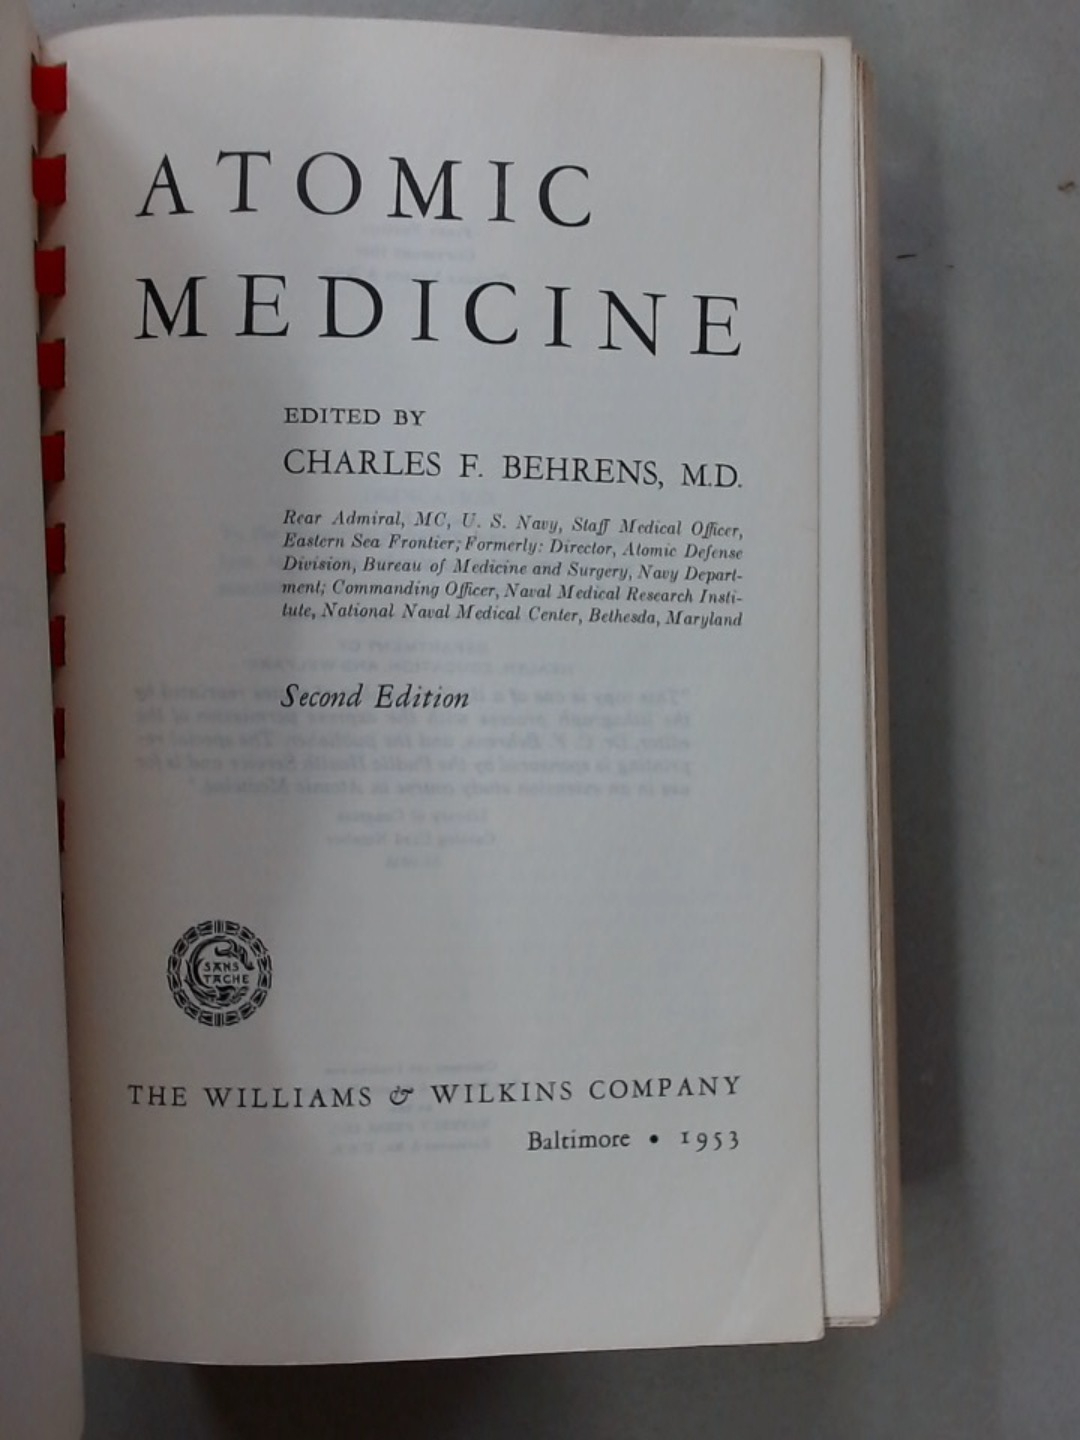 ATOMIC
MEDICINE
EDITED BY
CHARLES F. BEHRENS, M.D.
Rear Admiral, MC, U. S. Navy, Staff Medical Officer,
Eastern Sea Frontier; Formerly: Director, Atomic Defense
Division, Bureau of Medicine and Surgery, Navy Depart-
ment; Commanding Officer, Naval Medical Research Insti-
tute, National Naval Medical Center, Bethesda, Maryland
Second Edition
SANS
TACHE
THE WILLIAMS & WILKINS COMPANY
Baltimore • 1953